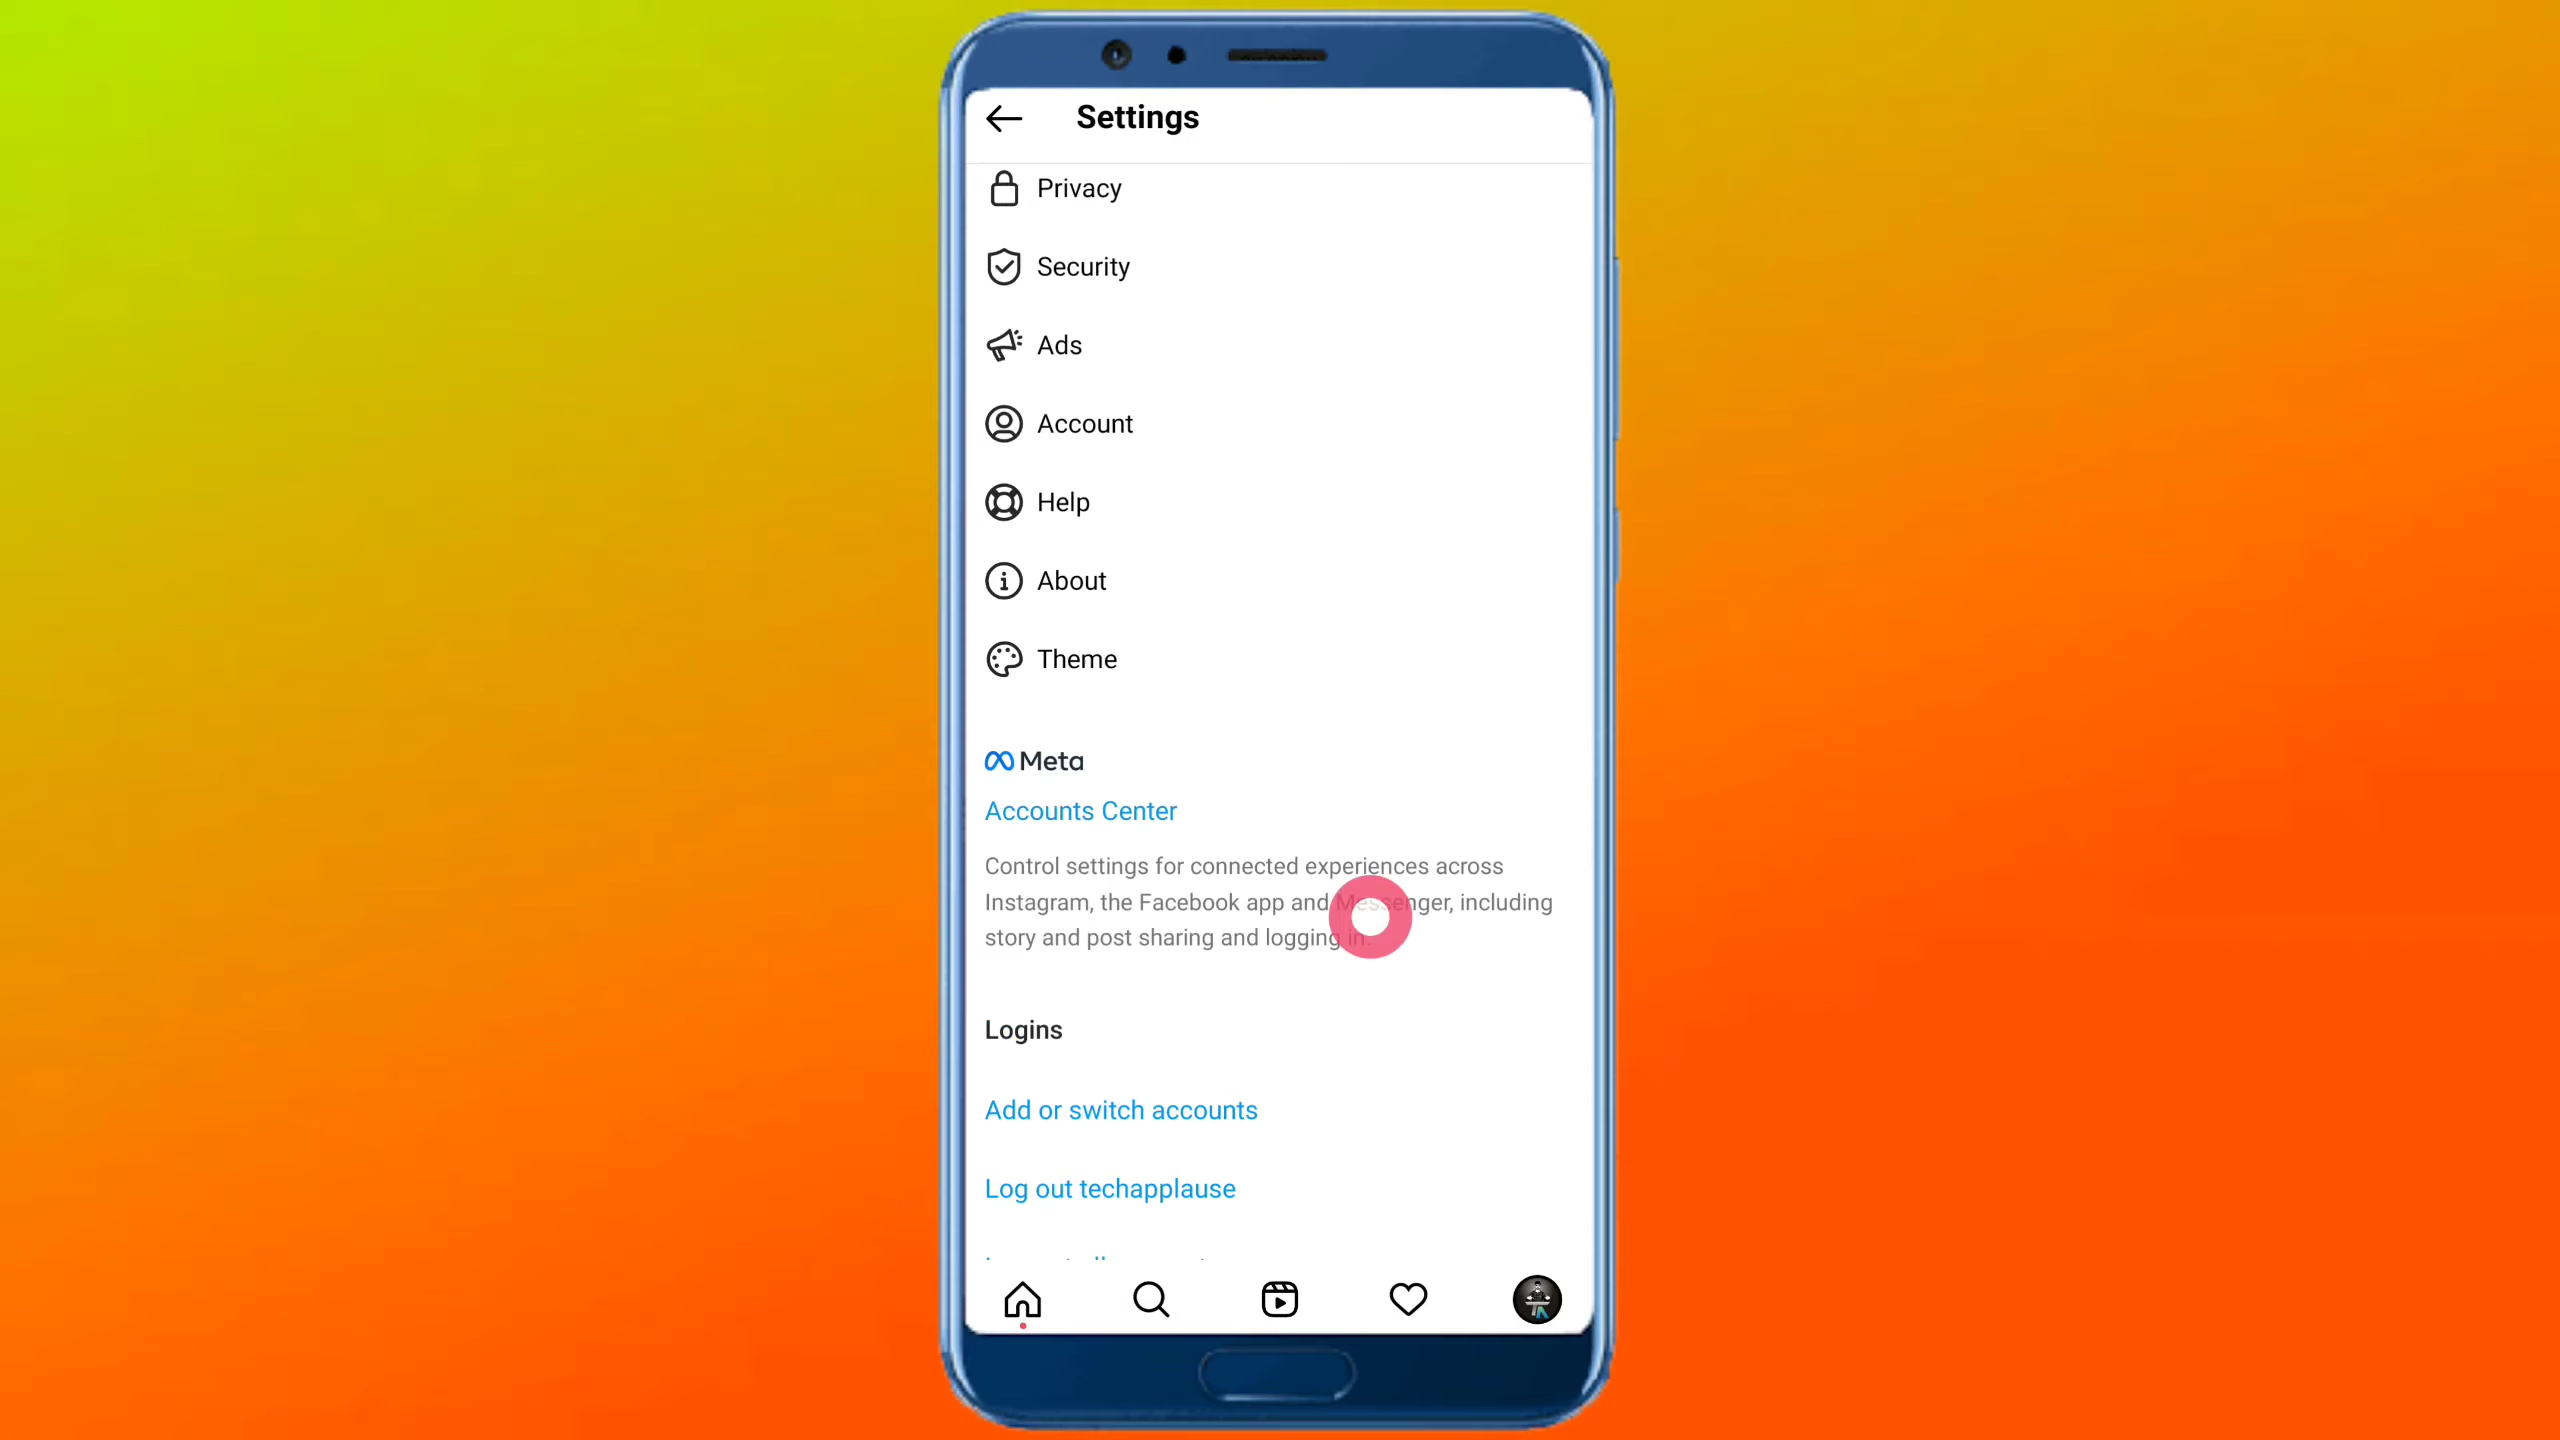 Settings
Privacy
Security
Ads
Account
Help
About
Theme
Meta
Accounts Center
Control settings for connected experiences across
Instagram, the Facebook app and Messenger, including
story and post sharing and logging in.
Logins
Add or switch accounts
Log out techapplause